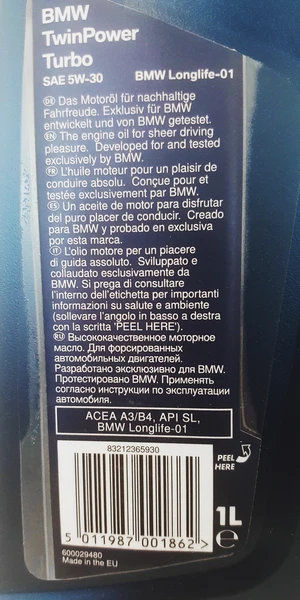 BMW
TwinPower
Turbo
SAE 5W-30 BMW Longlife-01
DE Das Motoröl für nachhaltige
Fahrfreude. Exklusiv für BMW
entwickelt und von BMW getestet.
EN The engine oil for sheer driving
pleasure. Developed for and tested
exclusively by BMW.
FR L'huile moteur pour un plaisir de
conduire absolu. Conçue pour et
testée exclusivement par BMW.
ES Un aceite de motor para disfrutar
del puro placer de conducir. Creado
para BMW y probado en exclusiva
por esta marca.
IT L'olio motore per un piacere
di guida assoluto. Sviluppato e
collaudato esclusivamente da
BMW. Si prega di consultare
l'interno dell'etichetta per importanti
informazioni su salute e ambiente
(sollevare l'angolo in basso a destra
con la scritta 'PEEL HERE').
RU Высококачественное моторное
масло. Для форсированных
автомобильных двигателей.
Разработано эксклюзивно для BMW.
Протестировано BMW. Применять
согласно инструкции по эксплуатации
автомобиля.
ACEA A3/B4, API SL,
BMW Longlife-01
83212365930
PEEL
HERE
1L
e
5 011987 001862 >
600029480
Made in the EU